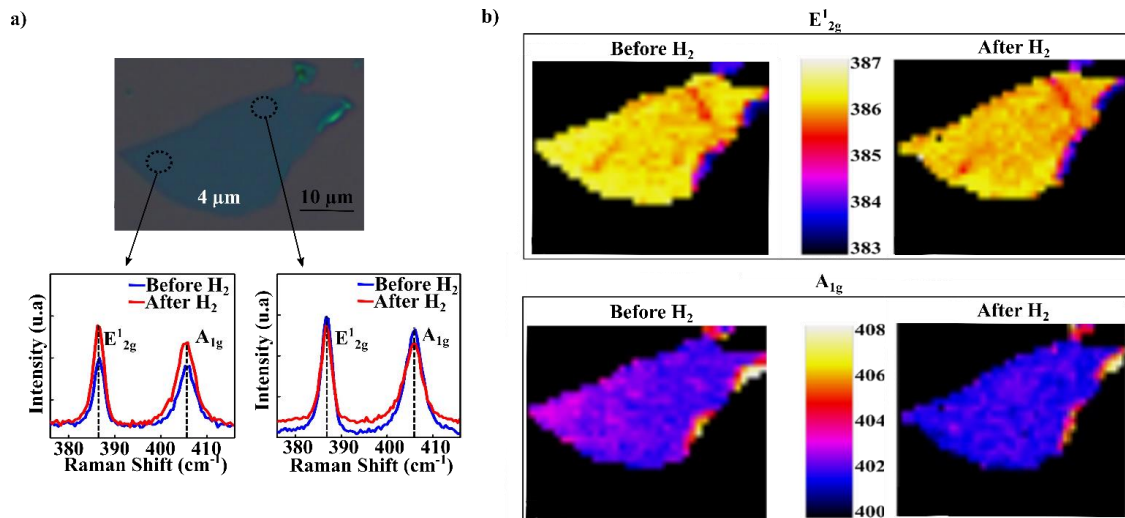 a)
4 µm
10 µm
Before H2
After H2
E¹2g
A1g
Intensity (u.a)
380 390 400 410
Raman Shift (cm⁻¹)
Before H2
After H2
E¹2g
A1g
Intensity (u.a)
380 390 400 410
Raman Shift (cm⁻¹)
b)
E¹2g
Before H2
After H2
387
386
385
384
383
A1g
Before H2
After H2
408
406
404
402
400